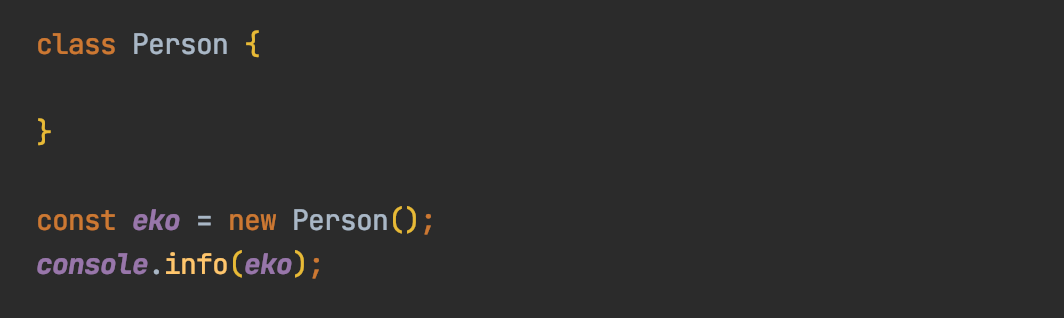 class Person {
}
const eko = new Person();
console.info(eko);